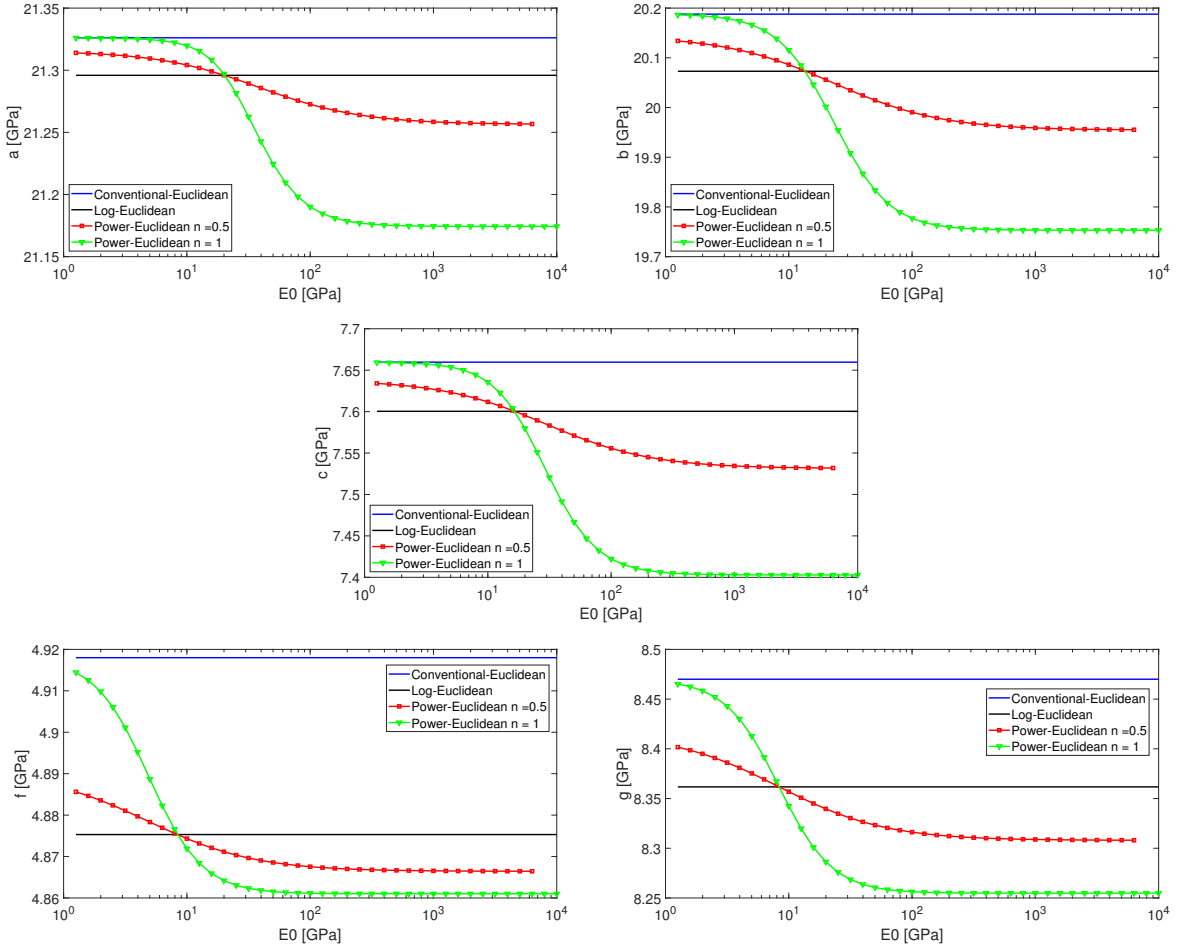 21.35
21.3
21.25
21.2
21.15
a [GPa]
Conventional-Euclidean
Log-Euclidean
Power-Euclidean n =0.5
Power-Euclidean n = 1
10^0 10^1 10^2 10^3 10^4
E0 [GPa]
20.2
20.1
20
19.9
19.8
19.7
b [GPa]
Conventional-Euclidean
Log-Euclidean
Power-Euclidean n =0.5
Power-Euclidean n = 1
10^0 10^1 10^2 10^3 10^4
E0 [GPa]
7.7
7.65
7.6
7.55
7.5
7.45
7.4
c [GPa]
Conventional-Euclidean
Log-Euclidean
Power-Euclidean n =0.5
Power-Euclidean n = 1
10^0 10^1 10^2 10^3 10^4
E0 [GPa]
4.92
4.91
4.9
4.89
4.88
4.87
4.86
f [GPa]
Conventional-Euclidean
Log-Euclidean
Power-Euclidean n =0.5
Power-Euclidean n = 1
10^0 10^1 10^2 10^3 10^4
E0 [GPa]
8.5
8.45
8.4
8.35
8.3
8.25
g [GPa]
Conventional-Euclidean
Log-Euclidean
Power-Euclidean n =0.5
Power-Euclidean n = 1
10^0 10^1 10^2 10^3 10^4
E0 [GPa]